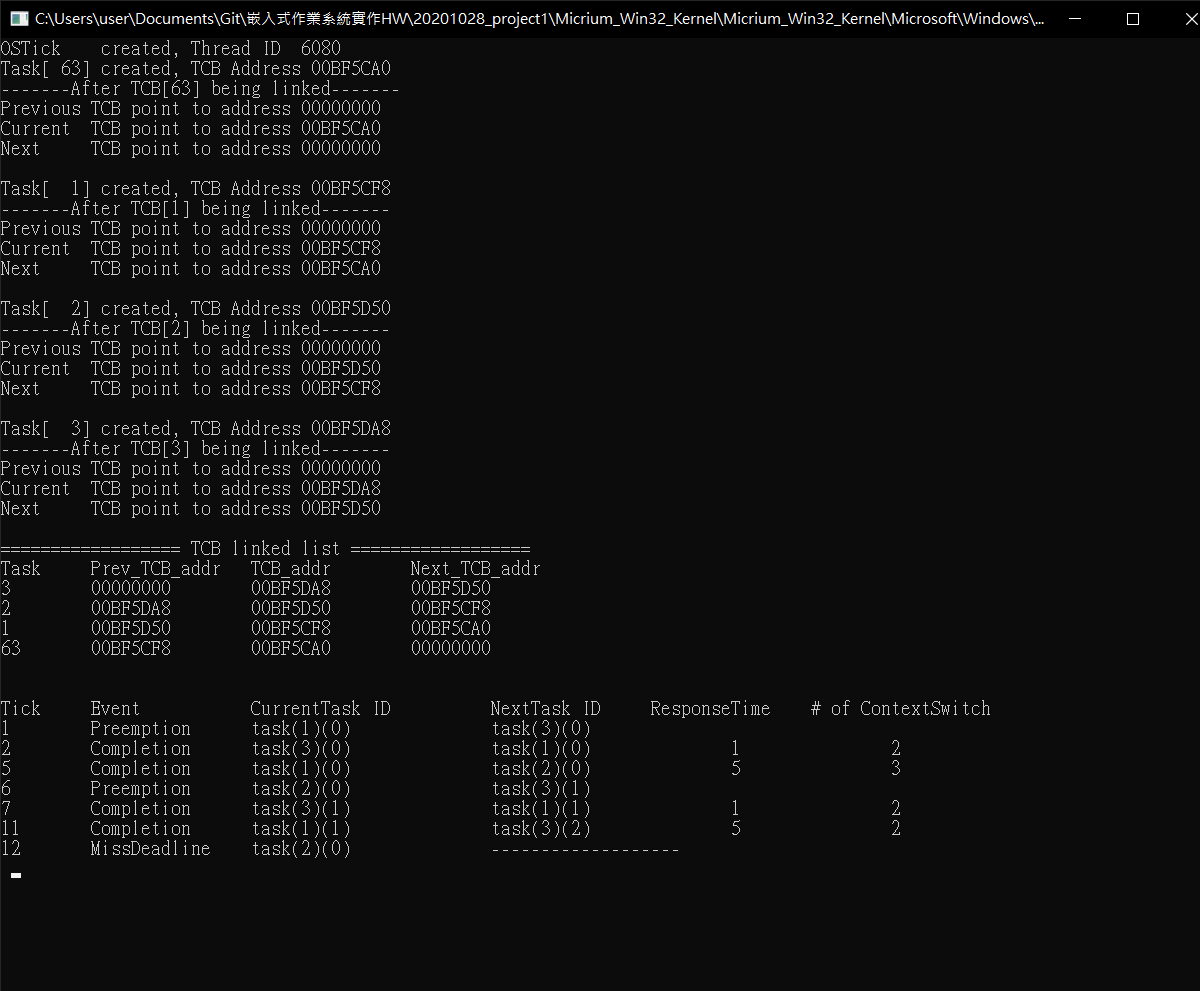 C:\Users\user\Documents\Git\嵌入式作業系統實作HW\20201028_project1\Micrium_Win32_Kernel\Micrium_Win32_Kernel\Microsoft\Windows\...
OSTick    created, Thread ID  6080
Task[ 63] created, TCB Address 00BF5CA0
-------After TCB[63] being linked-------
Previous TCB point to address 00000000
Current  TCB point to address 00BF5CA0
Next     TCB point to address 00000000
Task[  1] created, TCB Address 00BF5CF8
-------After TCB[1] being linked-------
Previous TCB point to address 00000000
Current  TCB point to address 00BF5CF8
Next     TCB point to address 00BF5CA0
Task[  2] created, TCB Address 00BF5D50
-------After TCB[2] being linked-------
Previous TCB point to address 00000000
Current  TCB point to address 00BF5D50
Next     TCB point to address 00BF5CF8
Task[  3] created, TCB Address 00BF5DA8
-------After TCB[3] being linked-------
Previous TCB point to address 00000000
Current  TCB point to address 00BF5DA8
Next     TCB point to address 00BF5D50
================== TCB linked list ==================
Task     Prev_TCB_addr   TCB_addr        Next_TCB_addr
3        00000000        00BF5DA8        00BF5D50
2        00BF5DA8        00BF5D50        00BF5CF8
1        00BF5D50        00BF5CF8        00BF5CA0
63       00BF5CF8        00BF5CA0        00000000
Tick     Event           CurrentTask ID          NextTask ID     ResponseTime    # of ContextSwitch
1        Preemption      task(1)(0)              task(3)(0)
2        Completion      task(3)(0)              task(1)(0)              1               2
5        Completion      task(1)(0)              task(2)(0)              5               3
6        Preemption      task(2)(0)              task(3)(1)
7        Completion      task(3)(1)              task(1)(1)              1               2
11       Completion      task(1)(1)              task(3)(2)              5               2
12       MissDeadline    task(2)(0)              -------------------